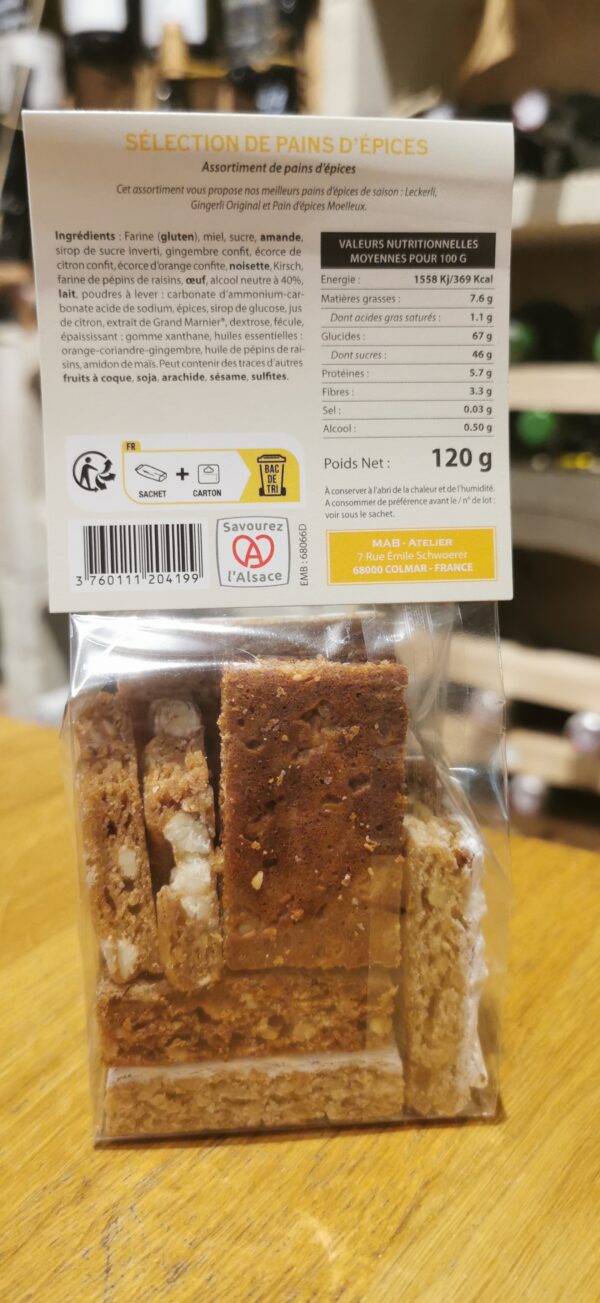 SÉLECTION DE PAINS D'ÉPICES
Assortiment de pains d'épices
Cet assortiment vous propose nos meilleurs pains d'épices de saison : Leckerli,
Gingerli Original et Pain d'épices Moelleux.
Ingrédients : Farine (gluten), miel, sucre, amande,
sirop de sucre inverti, gingembre confit, écorce de
citron confit, écorce d'orange confite, noisette, Kirsch,
farine de pépins de raisins, œuf, alcool neutre à 40%,
lait, poudres à lever : carbonate d'ammonium-car-
bonate acide de sodium, épices, sirop de glucose, jus
de citron, extrait de Grand Marnier®, dextrose, fécule,
épaississant : gomme xanthane, huiles essentielles :
orange-coriandre-gingembre, huile de pépins de rai-
sins, amidon de maïs. Peut contenir des traces d'autres
fruits à coque, soja, arachide, sésame, sulfites.
VALEURS NUTRITIONNELLES
MOYENNES POUR 100 G
Energie : 1558 Kj/369 Kcal
Matières grasses : 7.6 g
Dont acides gras saturés : 1.1 g
Glucides : 67 g
Dont sucres : 46 g
Protéines : 5.7 g
Fibres : 3.3 g
Sel : 0.03 g
Alcool : 0.50 g
Poids Net : 120 g
À conserver à l'abri de la chaleur et de l'humidité.
A consommer de préférence avant le / n° de lot :
voir sous le sachet.
FR
SACHET
+
CARTON
BAC
DE
TRI
3 760111 204199
Savourez
l'Alsace
EMB : 68066D
MAB - ATELIER
7 Rue Émile Schwoerer
68000 COLMAR - FRANCE